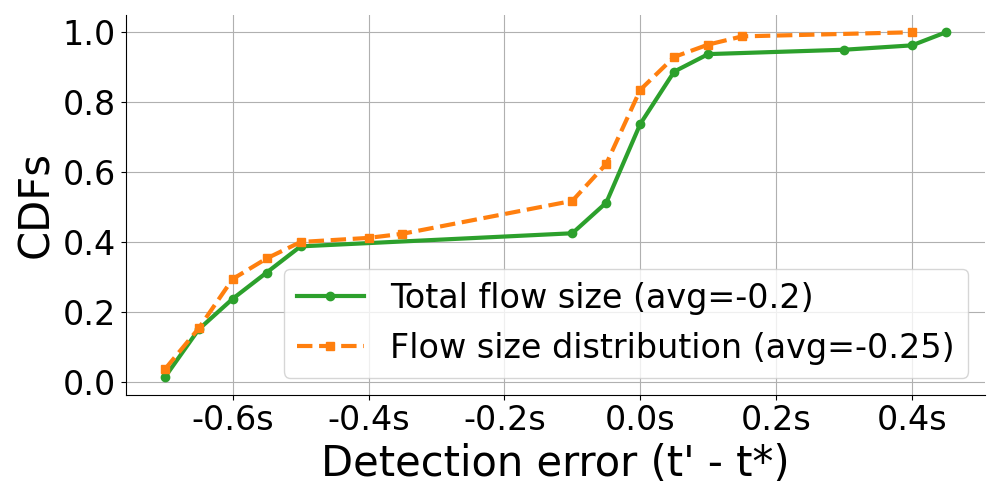 CDFs
1.0
0.8
0.6
0.4
0.2
0.0
Total flow size (avg=-0.2)
Flow size distribution (avg=-0.25)
-0.6s -0.4s -0.2s 0.0s 0.2s 0.4s
Detection error (t' - t*)